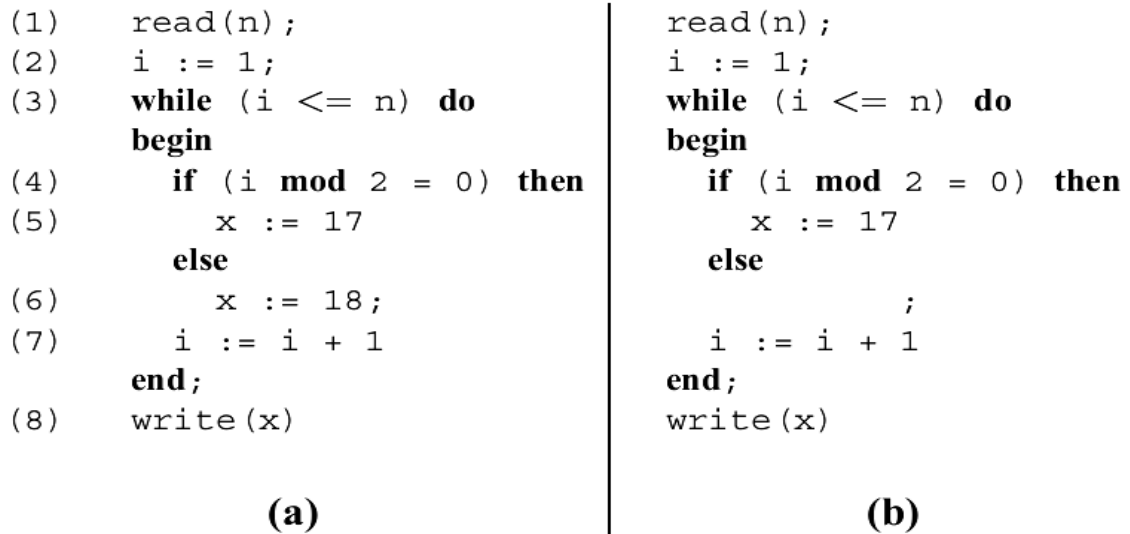 (1) read(n);
(2) i := 1;
(3) while (i <= n) do
begin
(4) if (i mod 2 = 0) then
(5) x := 17
else
(6) x := 18;
(7) i := i + 1
end;
(8) write(x)
(a)
read(n);
i := 1;
while (i <= n) do
begin
if (i mod 2 = 0) then
x := 17
else
;
i := i + 1
end;
write(x)
(b)